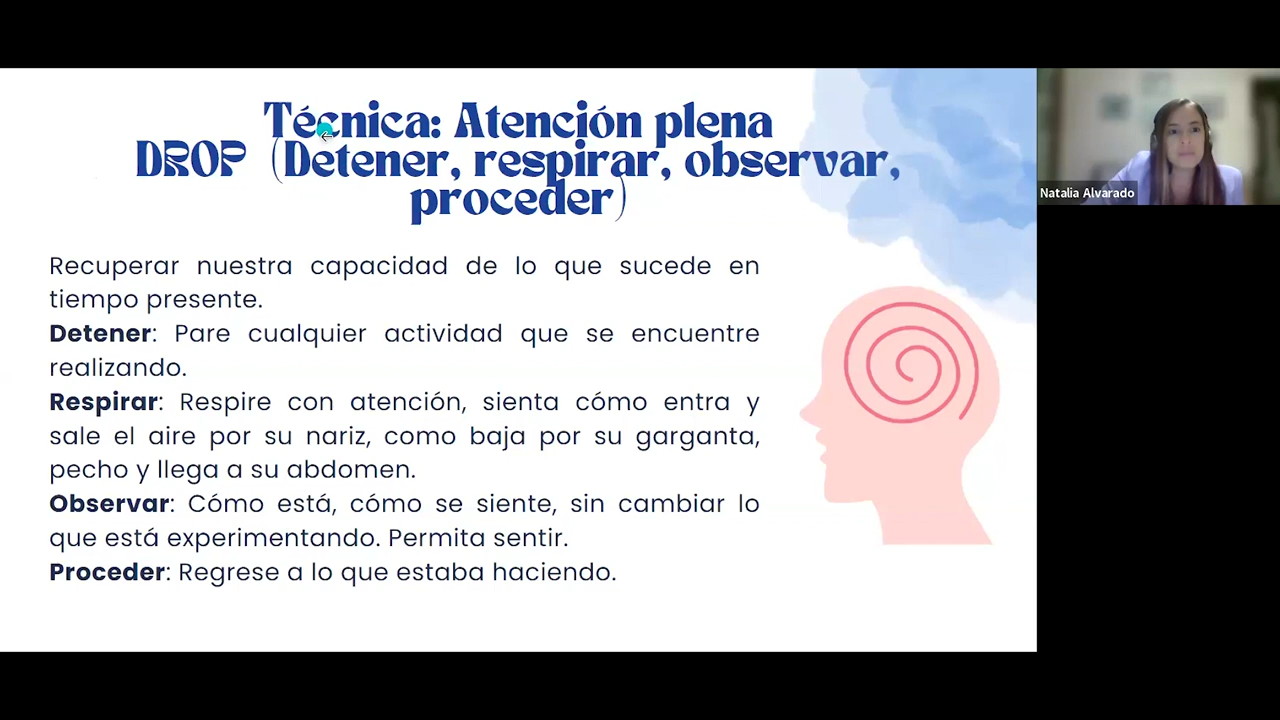 Técnica: Atención plena
DROP (Detener, respirar, observar,
proceder)
Recuperar nuestra capacidad de lo que sucede en
tiempo presente.
Detener: Pare cualquier actividad que se encuentre
realizando.
Respirar: Respire con atención, sienta cómo entra y
sale el aire por su nariz, como baja por su garganta,
pecho y llega a su abdomen.
Observar: Cómo está, cómo se siente, sin cambiar lo
que está experimentando. Permita sentir.
Proceder: Regrese a lo que estaba haciendo.
Natalia Alvarado